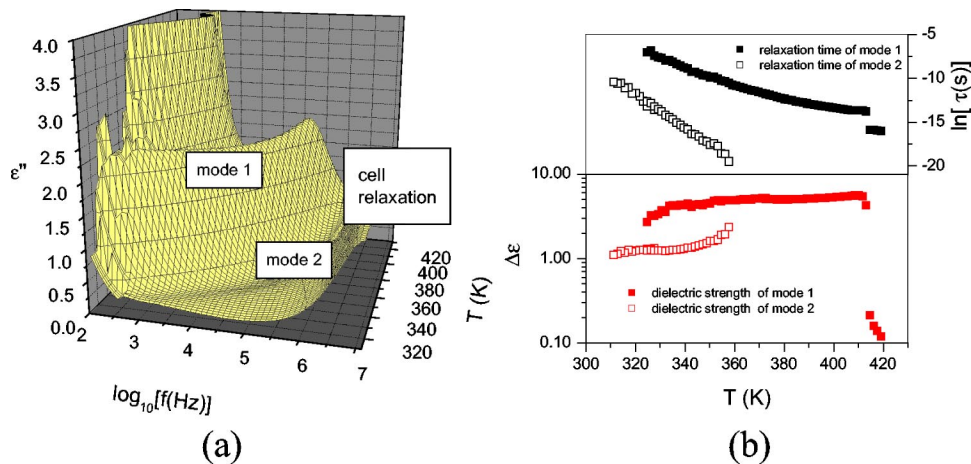 4.0
3.5
3.0
2.5
2.0
1.5
1.0
0.5
0.0
ε"
mode 1
cell
relaxation
mode 2
2
3
4
5
6
7
log10[f(Hz)]
420
400
380
360
340
320
T (K)
(a)
relaxation time of mode 1
relaxation time of mode 2
-5
-10
-15
-20
ln[ τ(s)]
10.00
1.00
0.10
Δε
dielectric strength of mode 1
dielectric strength of mode 2
300 320 340 360 380 400 420
T (K)
(b)